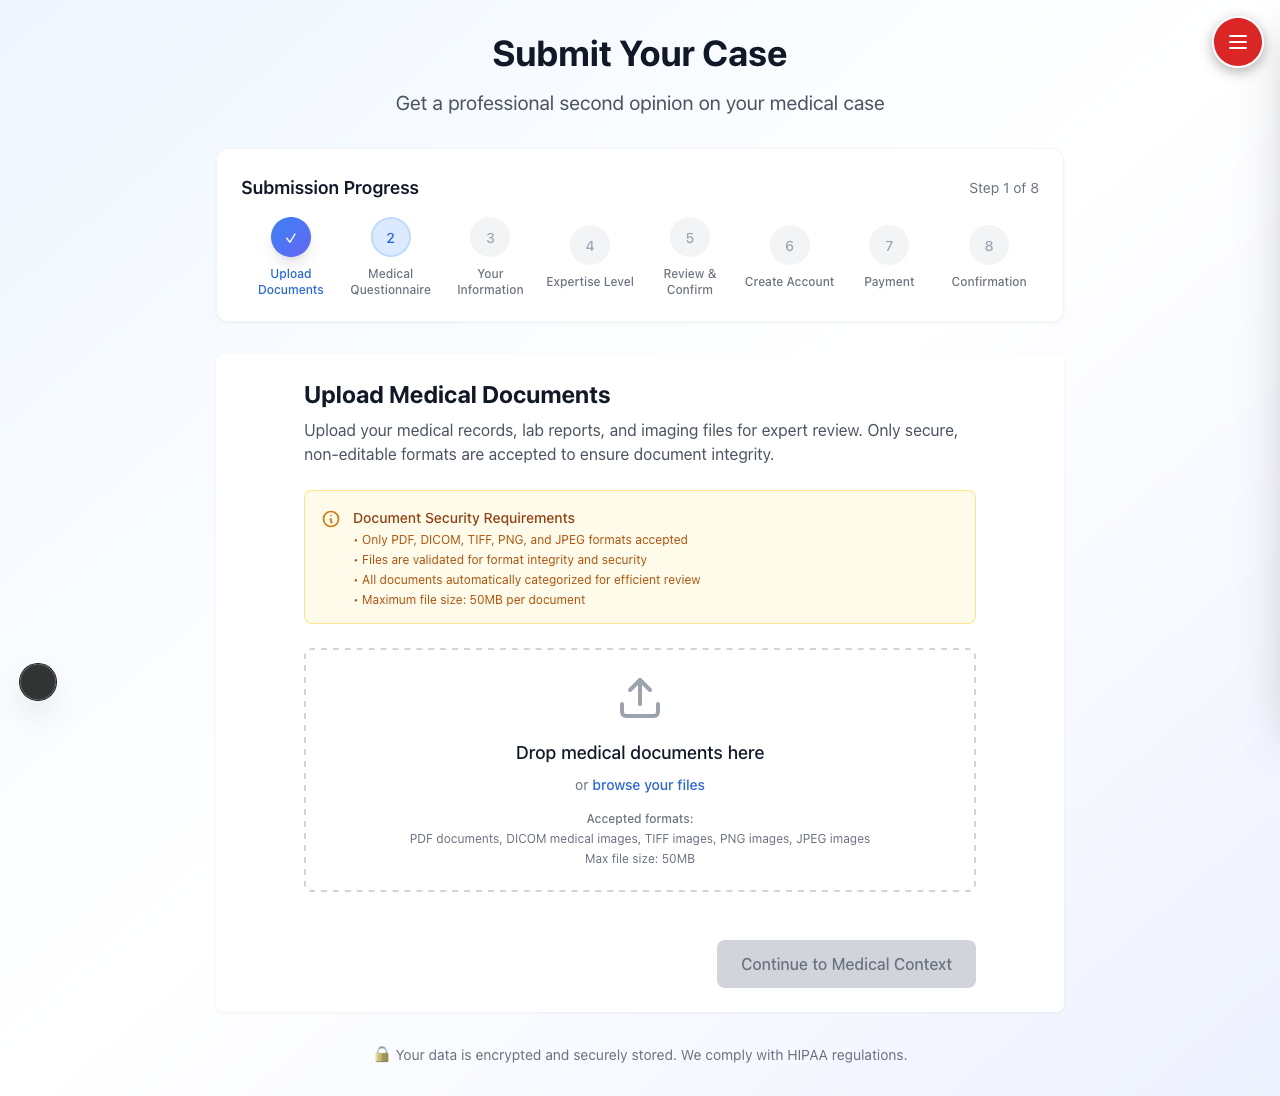 Submit Your Case
Get a professional second opinion on your medical case
Submission Progress
Step 1 of 8
Upload
Documents
2
Medical
Questionnaire
3
Your
Information
4
Expertise Level
5
Review &
Confirm
6
Create Account
7
Payment
8
Confirmation
Upload Medical Documents
Upload your medical records, lab reports, and imaging files for expert review. Only secure,
non-editable formats are accepted to ensure document integrity.
Document Security Requirements
• Only PDF, DICOM, TIFF, PNG, and JPEG formats accepted
• Files are validated for format integrity and security
• All documents automatically categorized for efficient review
• Maximum file size: 50MB per document
Drop medical documents here
or browse your files
Accepted formats:
PDF documents, DICOM medical images, TIFF images, PNG images, JPEG images
Max file size: 50MB
Continue to Medical Context
Your data is encrypted and securely stored. We comply with HIPAA regulations.